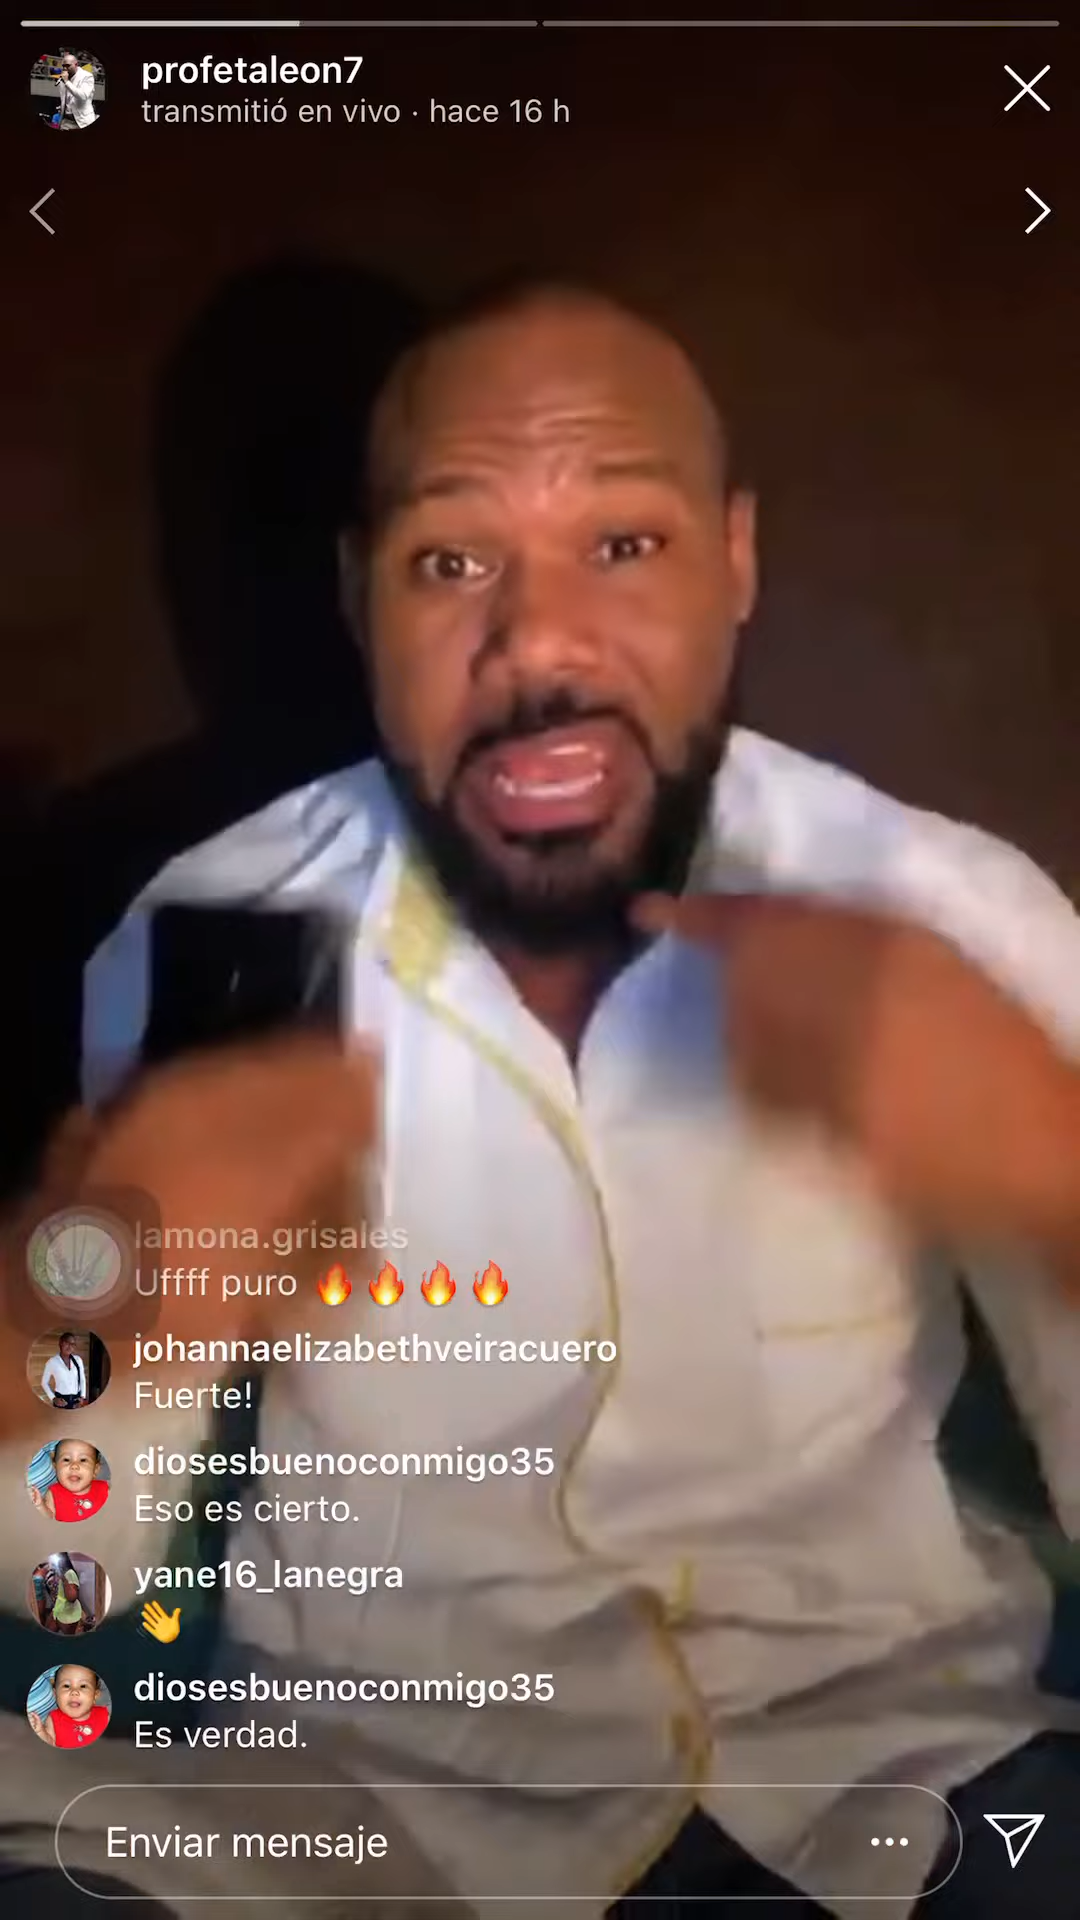 profetaleon7
transmitió en vivo · hace 16 h
lamona.grisales
Uffff puro 🔥 🔥 🔥 🔥
johannaelizabethveiracuero
Fuerte!
diosesbuenoconmigo35
Eso es cierto.
yane16_lanegra
👋
diosesbuenoconmigo35
Es verdad.
Enviar mensaje